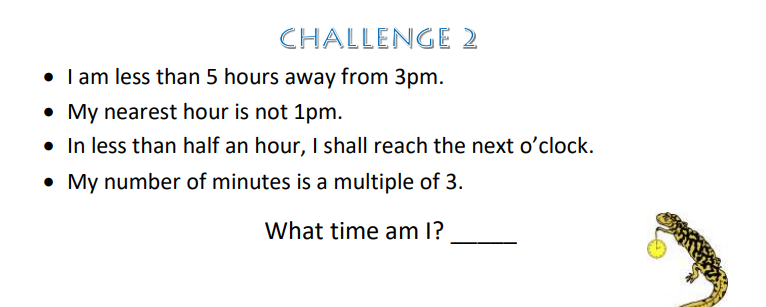 CHALLENGE 2
• I am less than 5 hours away from 3pm.
• My nearest hour is not 1pm.
• In less than half an hour, I shall reach the next o’clock.
• My number of minutes is a multiple of 3.
What time am I? _____